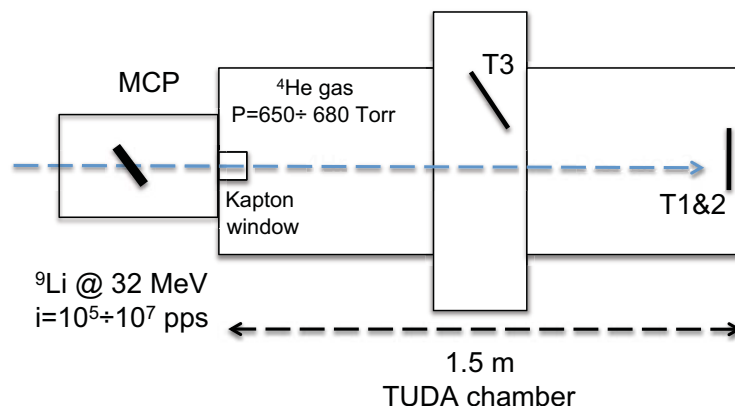 MCP
⁴He gas
P=650÷ 680 Torr
T3
Kapton
window
T1&2
⁹Li @ 32 MeV
i=10⁵÷10⁷ pps
1.5 m
TUDA chamber